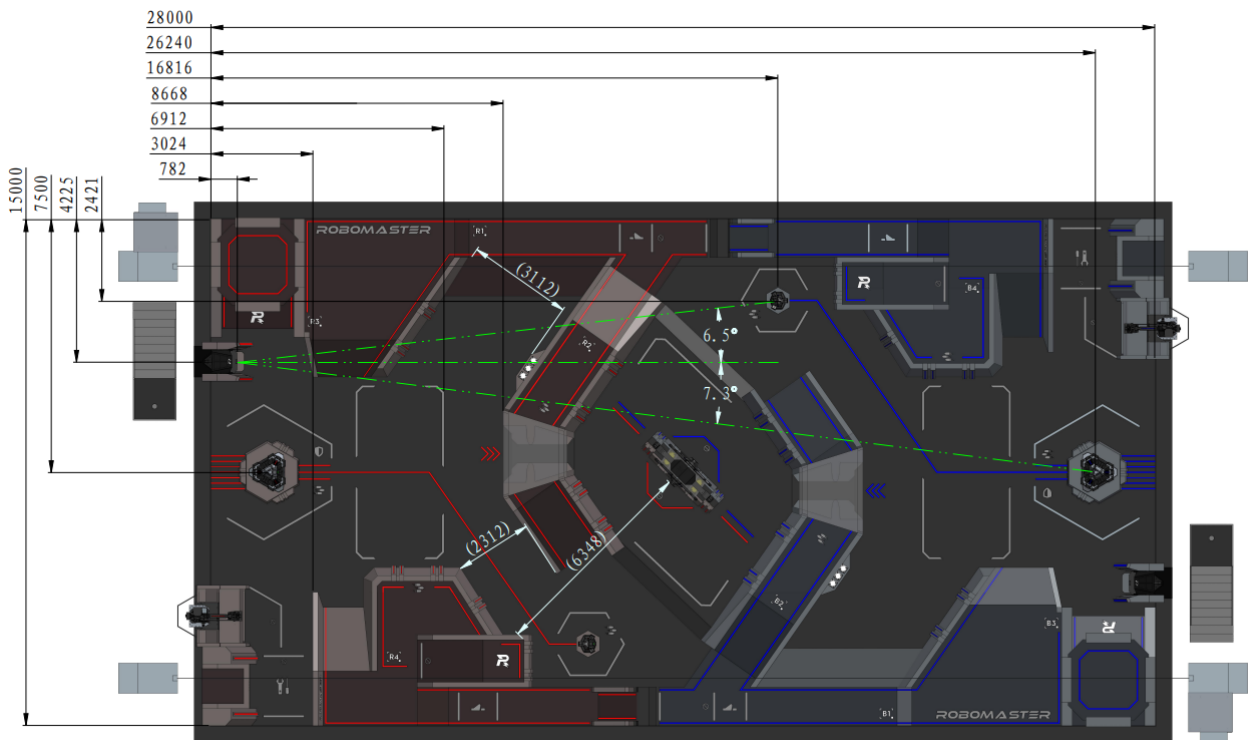 28000
26240
16816
8668
6912
3024
782
15000
7500
4225
2421
ROBOMASTER
R1
(3112)
R3
R
R
B4
R2
6.5°
7.3°
(2312)
(6348)
B2
B3
R
R4
R
B1
ROBOMASTER